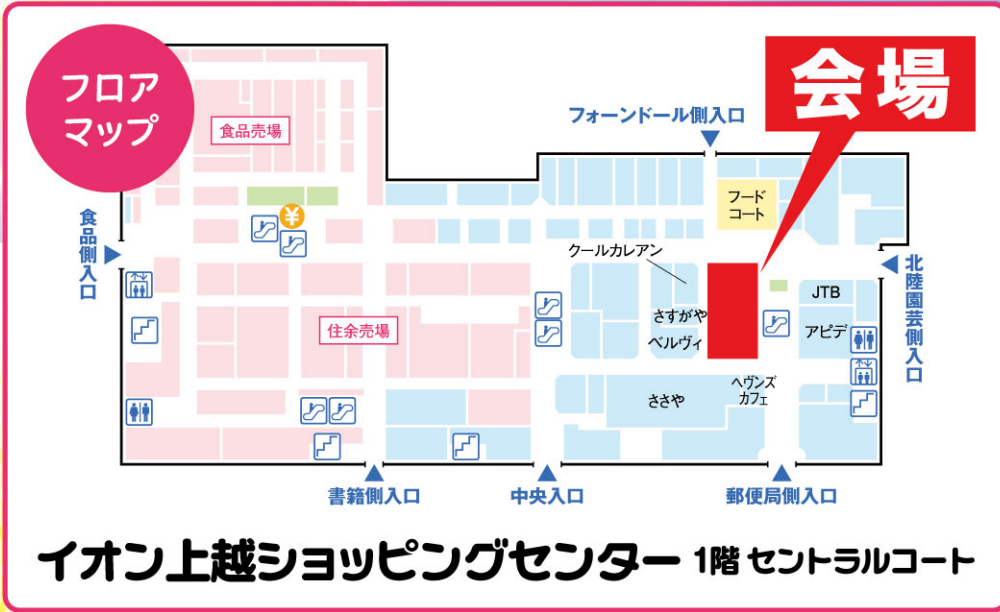 フロア
マップ
会場
食品売場
フォーンドール側入口
フード
コート
¥
食品側入口
クールカレアン
北陸園芸側入口
JTB
さすがや
住余売場
アピデ
ベルヴィ
ヘヴンズ
カフェ
ささや
書籍側入口
中央入口
郵便局側入口
イオン上越ショッピングセンター 1階 セントラルコート